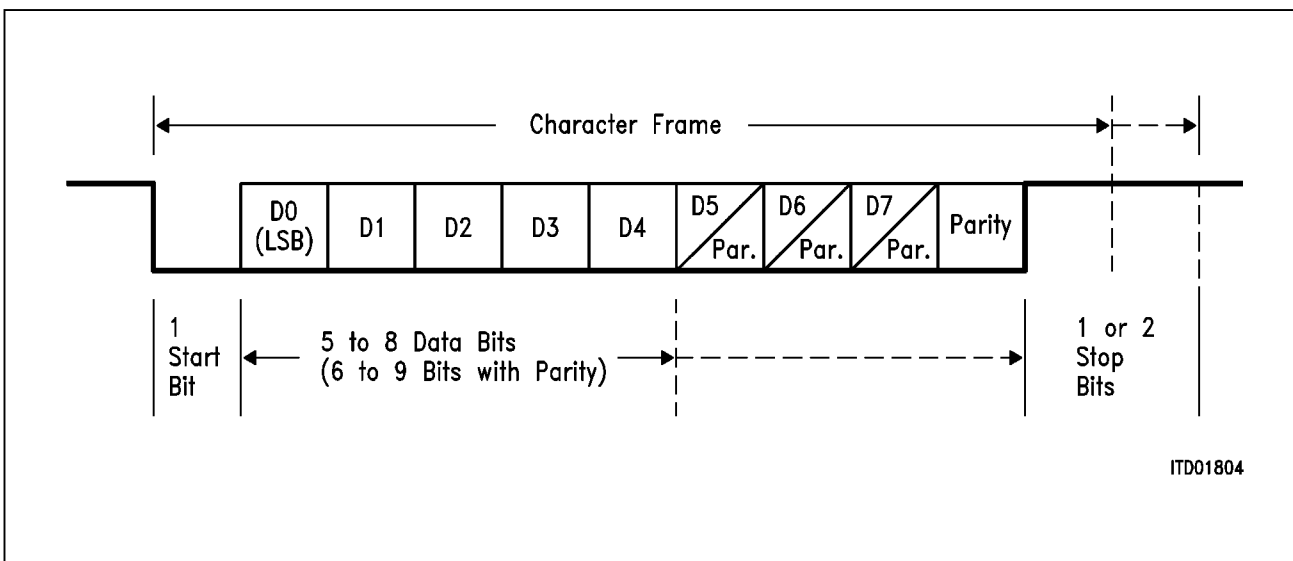 Character Frame
D0
(LSB)
D1
D2
D3
D4
D5
Par.
D6
Par.
D7
Par.
Parity
1
Start
Bit
5 to 8 Data Bits
(6 to 9 Bits with Parity)
1 or 2
Stop
Bits
ITD01804